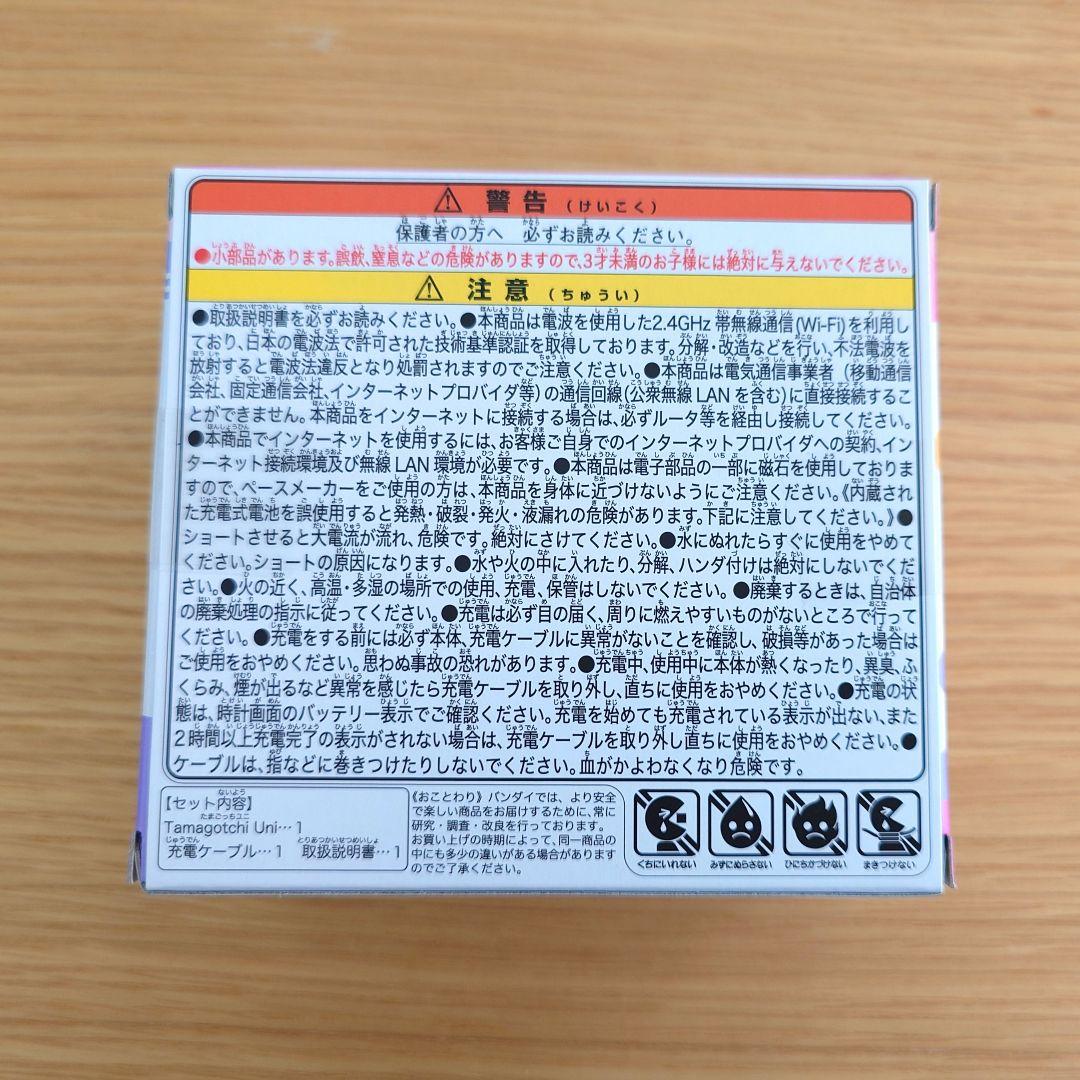 ⚠ 警告 (けいこく)
保護者の方へ 必ずお読みください。
●小部品があります。誤飲、窒息などの危険がありますので、3才未満のお子様には絶対に与えないでください。
⚠ 注意 (ちゅうい)
●取扱説明書を必ずお読みください。●本商品は電波を使用した2.4GHz 帯無線通信(Wi-Fi)を利用し
ており、日本の電波法で許可された技術基準認証を取得しております。分解・改造などを行い、不法電波を
放射すると電波法違反となり処罰されますのでご注意ください。●本商品は電気通信事業者（移動通信
会社、固定通信会社、インターネットプロバイダ等）の通信回線(公衆無線 LAN を含む)に直接接続するこ
とができません。本商品をインターネットに接続する場合は、必ずルータ等を経由し接続してください。
●本商品でインターネットを使用するには、お客様ご自身でのインターネットプロバイダへの契約、イン
ターネット接続環境及び無線 LAN 環境が必要です。●本商品は電子部品の一部に磁石を使用しておりま
すので、ペースメーカーをご使用の方は、本商品を身体に近づけないようにご注意ください。《内蔵され
た充電式電池を誤使用すると発熱・破裂・発火・液漏れの危険があります。下記に注意してください。》●
ショートさせると大電流が流れ、危険です。絶対にさけてください。●水にぬれたらすぐに使用をやめて
ください。ショートの原因になります。●水や火の中に入れたり、分解、ハンダ付けは絶対にしないでくだ
さい。●火の近く、高温・多湿の場所での使用、充電、保管はしないでください。●廃棄するときは、自治体
の廃棄処理の指示に従ってください。●充電は必ず目の届く、周りに燃えやすいものがないところで行って
ください。●充電をする前には必ず本体、充電ケーブルに異常がないことを確認し、破損等があった場合は
ご使用をおやめください。思わぬ事故の恐れがあります。●充電中、使用中に本体が熱くなったり、異臭、ふ
くらみ、煙が出るなど異常を感じたら充電ケーブルを取り外し、直ちに使用をおやめください。●充電の状
態は、時計画面のバッテリー表示でご確認ください。充電を始めても充電されている表示が出ない、また
2時間以上充電完了の表示がされない場合は、充電ケーブルを取り外し直ちに使用をおやめください。●
ケーブルは、指などに巻きつけたりしないでください。血がかよわなくなり危険です。
【セット内容】
たまごっちユニ
Tamagotchi Uni…1
充電ケーブル…1 取扱説明書…1
《おことわり》バンダイでは、より安全
で楽しい商品をお届けするために、常に
研究・調査・改良を行っております。
お買い上げの時期によって、同一商品の
中にも多少の違いがある場合があります
のでご了承ください。
くちにいれない
みずにぬらさない
ひにちかづけない
まきつけない